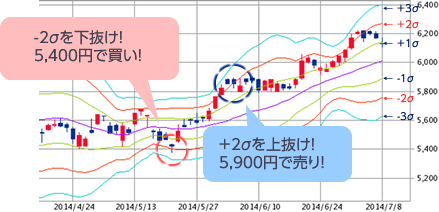 -2σを下抜け!
5,400円で買い!
+2σを上抜け!
5,900円で売り!
+3σ
+2σ
+1σ
-1σ
-2σ
-3σ
6,400
6,200
6,000
5,800
5,600
5,400
5,200
2014/4/24
2014/5/13
2014/5/27
2014/6/10
2014/6/24
2014/7/8